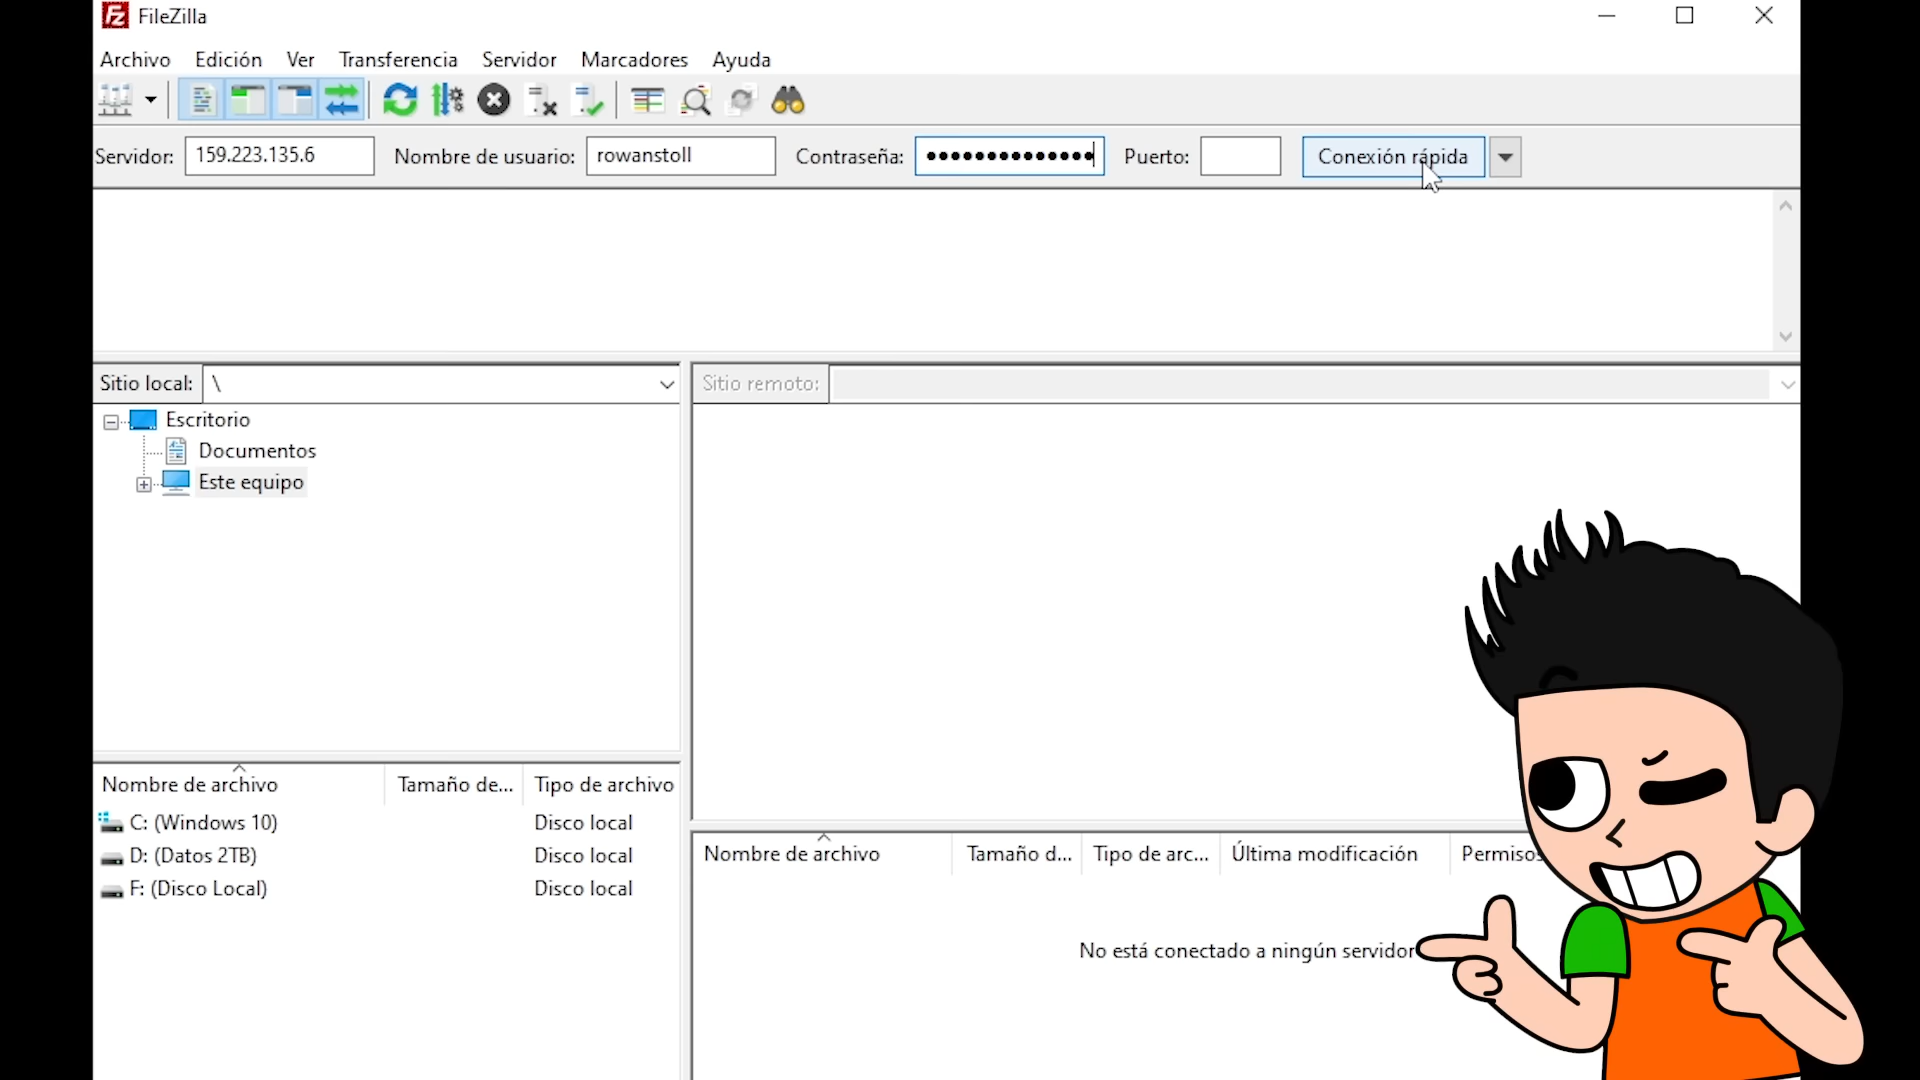 FileZilla
Archivo Edición Ver Transferencia Servidor Marcadores Ayuda
Servidor: 159.223.135.6 Nombre de usuario: rowanstoll Contraseña: ●●●●●●●●●●●●●● Puerto: Conexión rápida
Sitio local: \
Sitio remoto:
Escritorio
Documentos
Este equipo
Nombre de archivo Tamaño de... Tipo de archivo
C: (Windows 10) Disco local
D: (Datos 2TB) Disco local
F: (Disco Local) Disco local
Nombre de archivo Tamaño d... Tipo de arc... Última modificación Permisos
No está conectado a ningún servidor